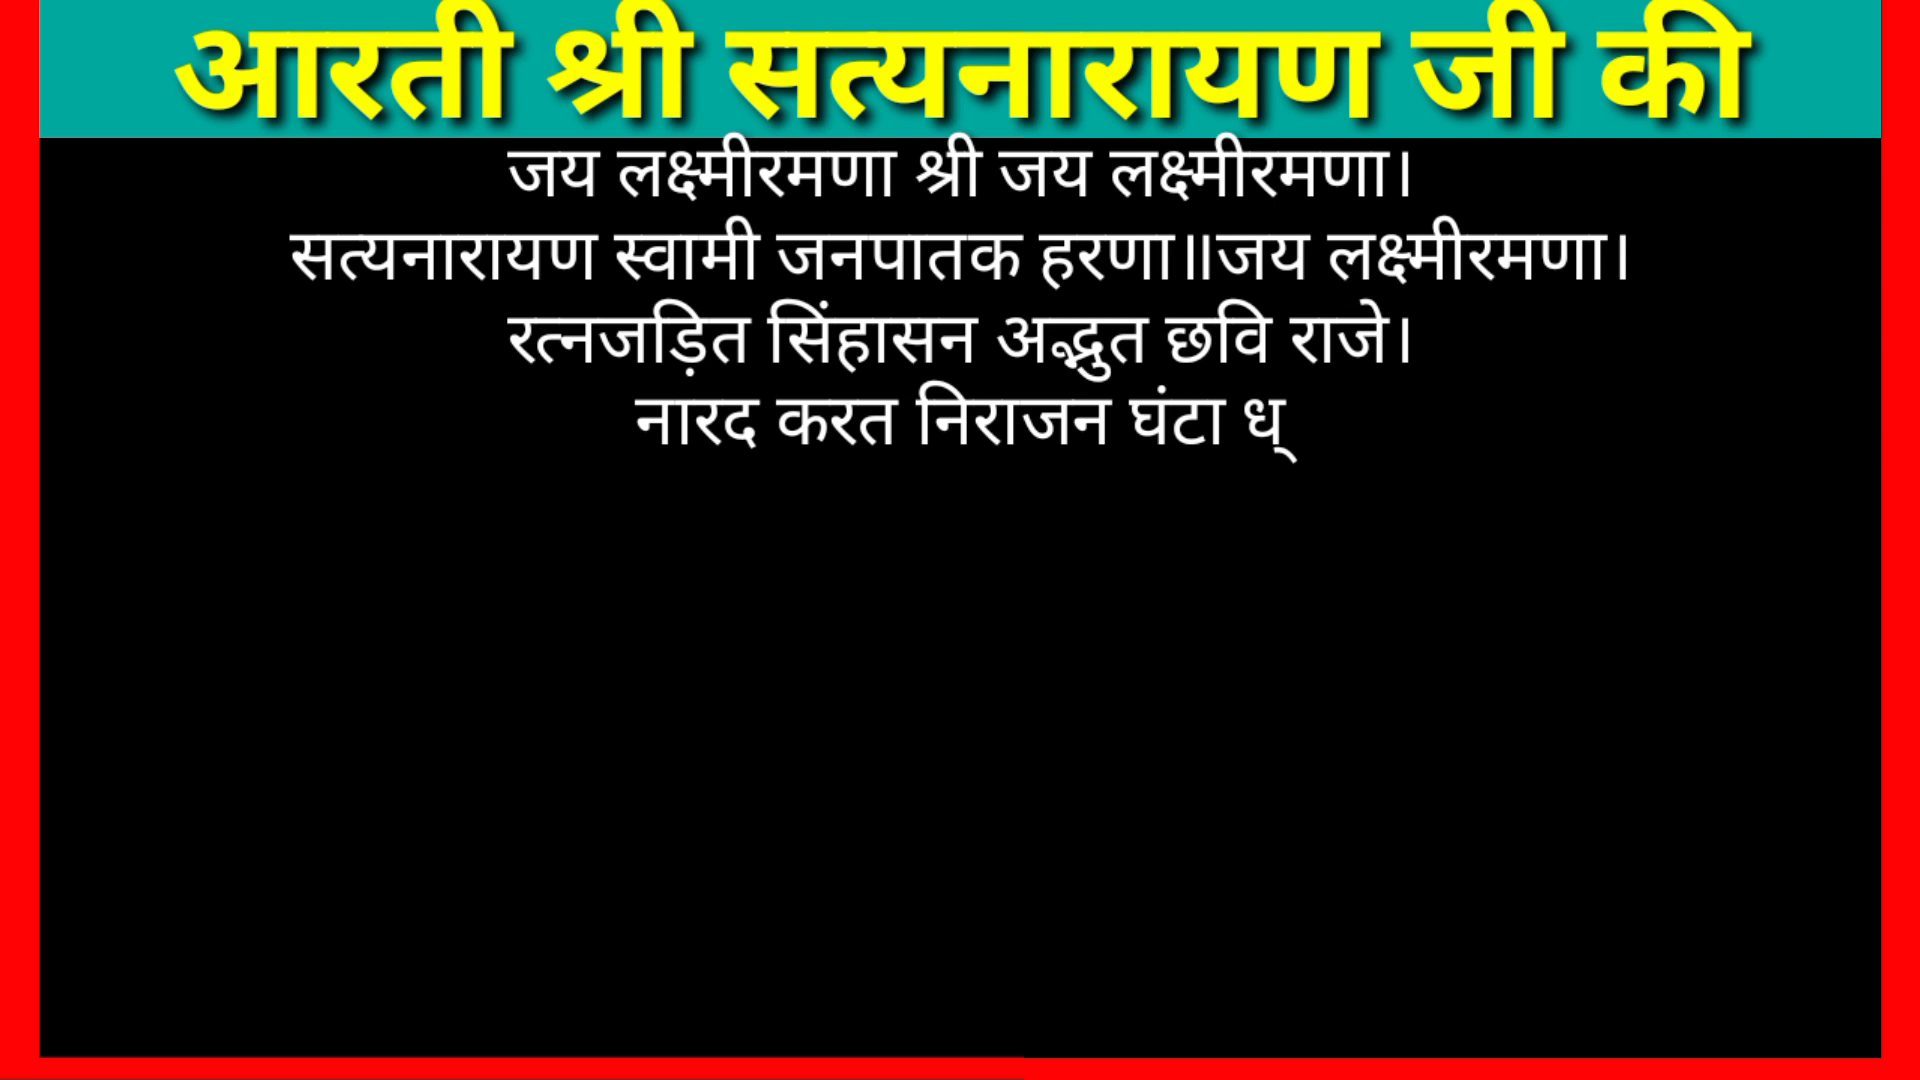 आरती श्री सत्यनारायण जी की
जय लक्ष्मीरमणा श्री जय लक्ष्मीरमणा।
सत्यनारायण स्वामी जनपातक हरणा॥जय लक्ष्मीरमणा।
रत्नजड़ित सिंहासन अद्भुत छवि राजे।
नारद करत निराजन घंटा ध्